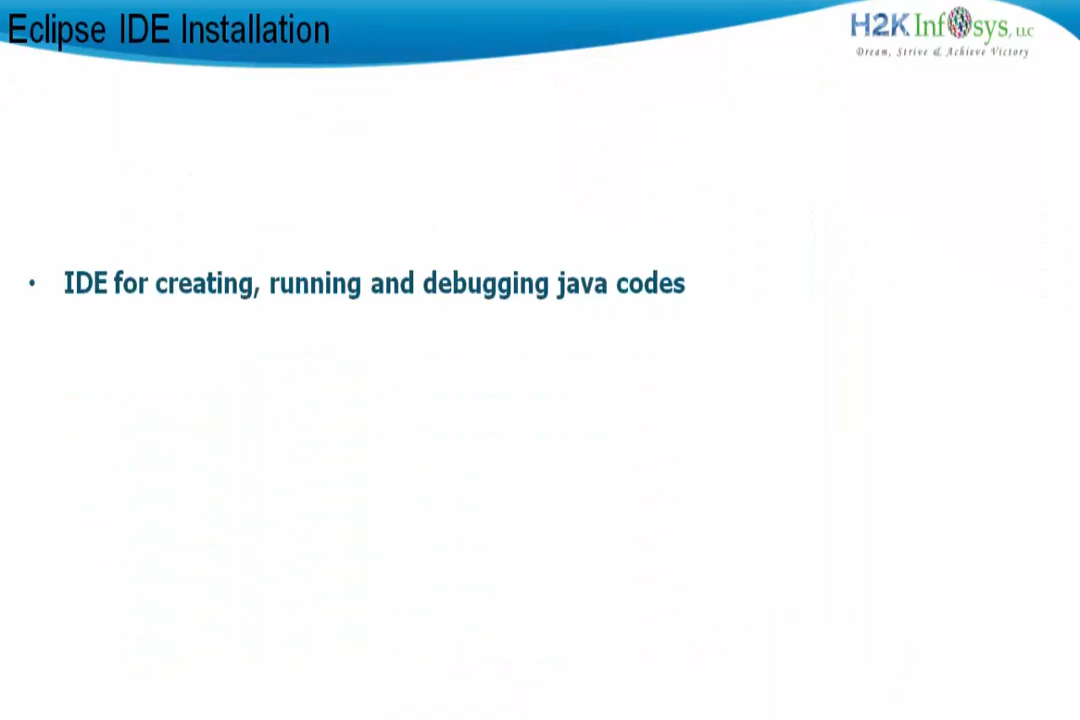 Eclipse IDE Installation
H2K Infosys, LLC
Dream, Strive & Achieve Victory
• IDE for creating, running and debugging java codes